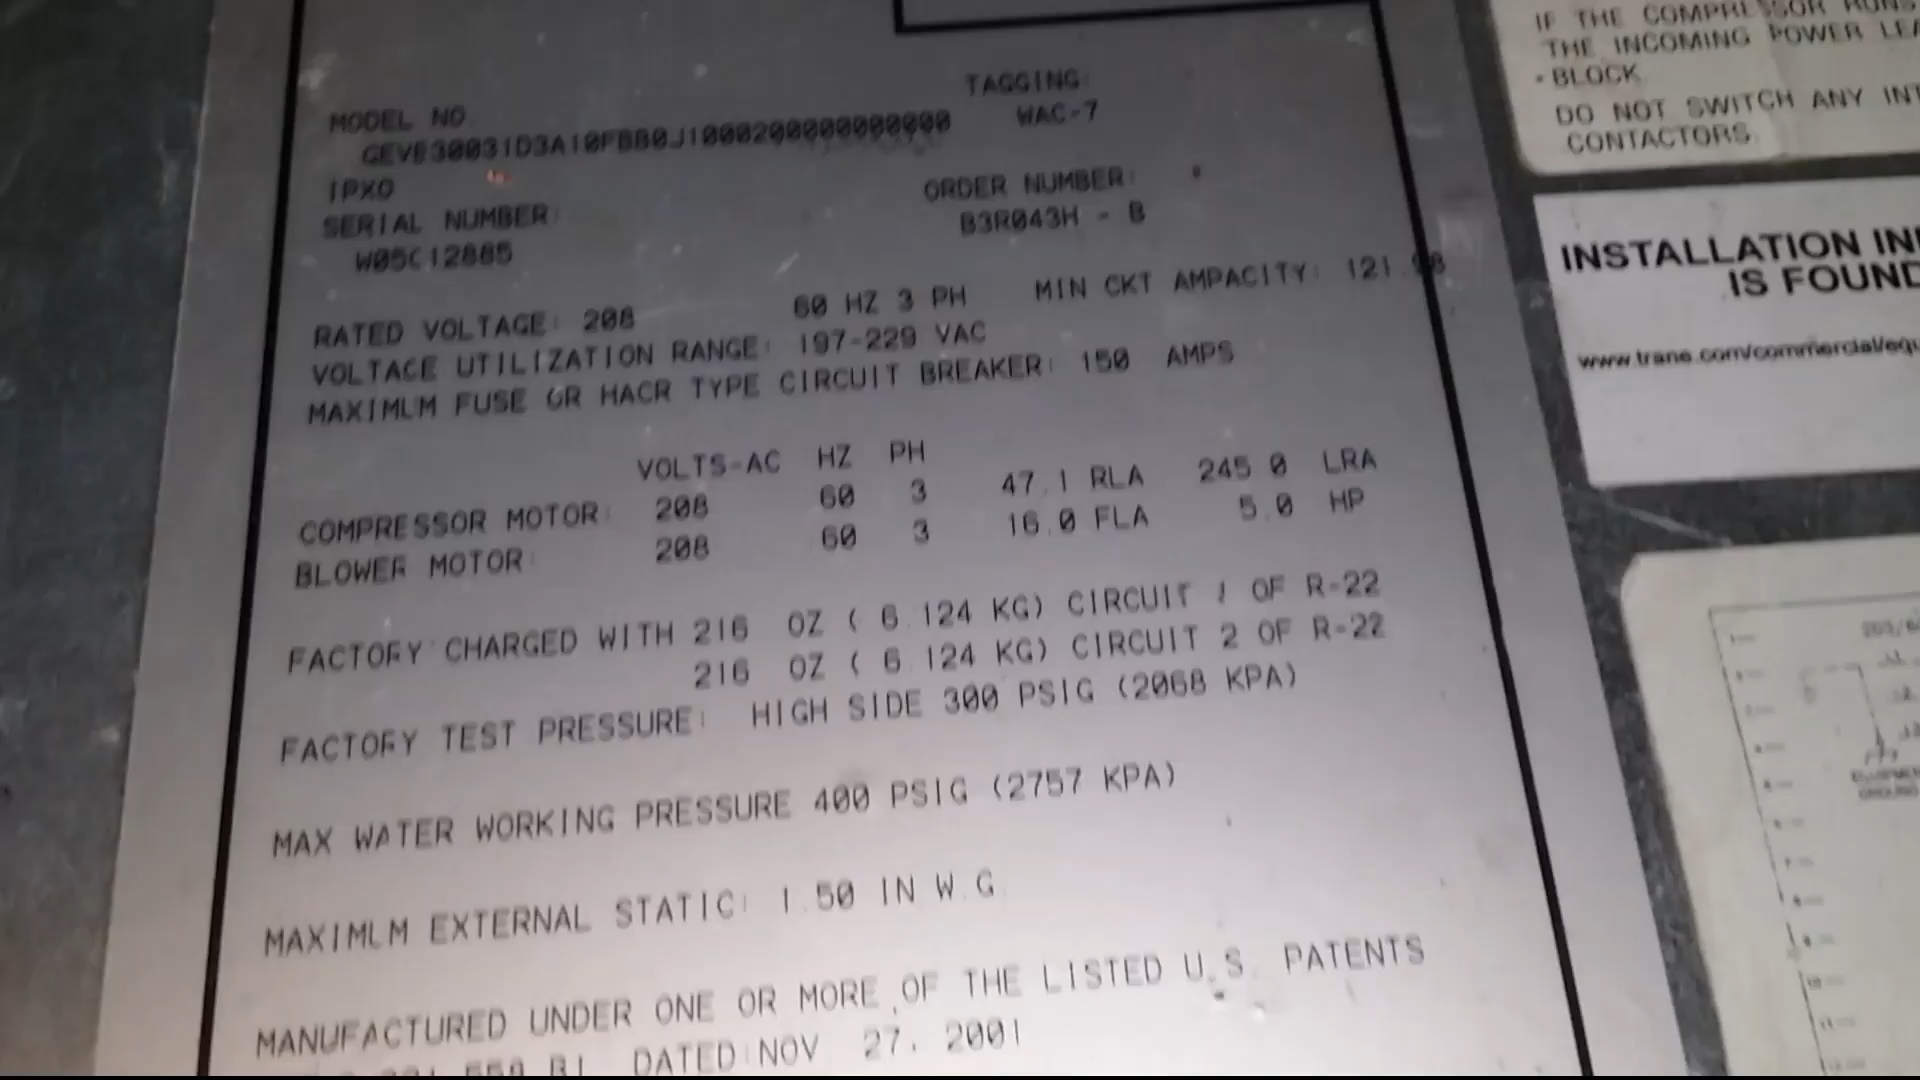 TAGGING:
MODEL NO.
WAC-7
IPXO
SERIAL NUMBER:
ORDER NUMBER:
W05C12885
B3R043H - B
RATED VOLTAGE: 208 60 HZ 3 PH MIN CKT AMPACITY: 121.
VOLTAGE UTILIZATION RANGE: 197-229 VAC
MAXIMUM FUSE OR HACR TYPE CIRCUIT BREAKER: 150 AMPS
VOLTS-AC HZ PH
COMPRESSOR MOTOR: 208 60 3 47.1 RLA 245.0 LRA
BLOWER MOTOR: 208 60 3 16.0 FLA 5.0 HP
FACTORY CHARGED WITH 216 OZ ( 6.124 KG) CIRCUIT 1 OF R-22
216 OZ ( 6.124 KG) CIRCUIT 2 OF R-22
FACTORY TEST PRESSURE: HIGH SIDE 300 PSIG (2068 KPA)
MAX WATER WORKING PRESSURE 400 PSIG (2757 KPA)
MAXIMUM EXTERNAL STATIC: 1.50 IN W.G.
MANUFACTURED UNDER ONE OR MORE OF THE LISTED U.S. PATENTS
DATED NOV 27, 2001
IF THE COMPRESSOR RUNS
THE INCOMING POWER
- BLOCK.
DO NOT SWITCH ANY
CONTACTORS.
INSTALLATION
IS FOUND
www.trane.com/commercial/equ